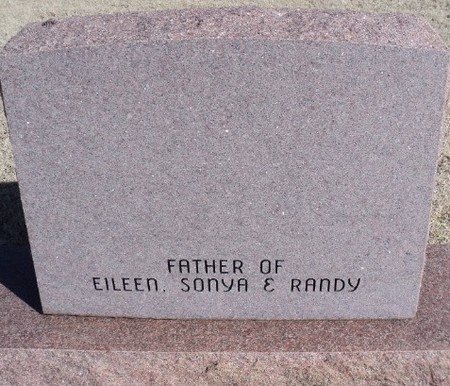 FATHER OF
EILEEN, SONYA & RANDY